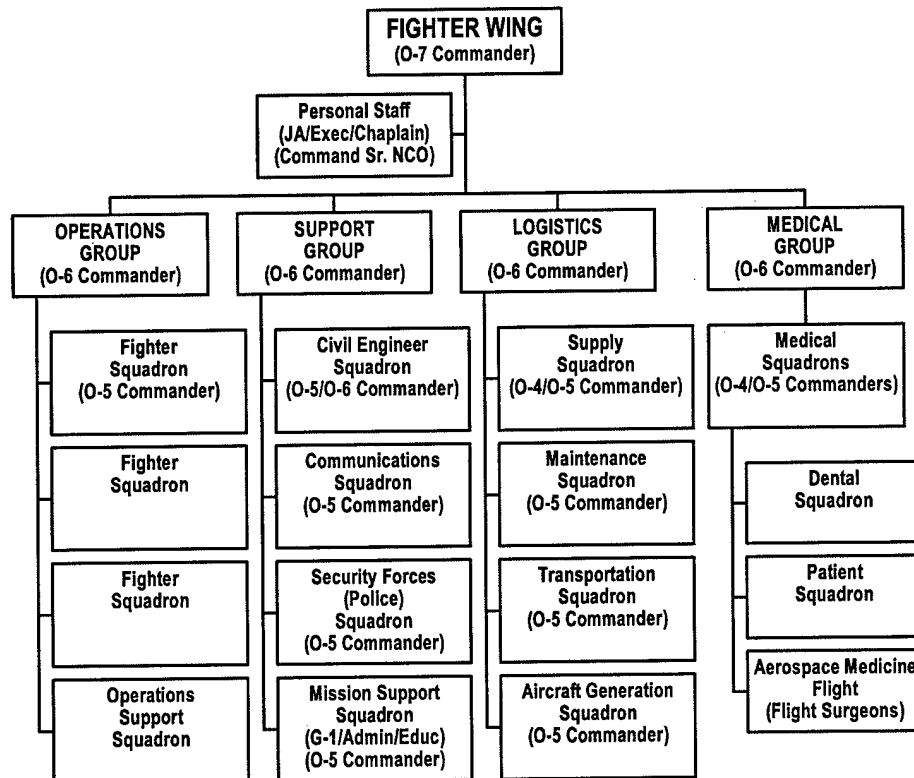 FIGHTER WING
(O-7 Commander)
Personal Staff
(JA/Exec/Chaplain)
(Command Sr. NCO)
OPERATIONS
GROUP
(O-6 Commander)
SUPPORT
GROUP
(O-6 Commander)
LOGISTICS
GROUP
(O-6 Commander)
MEDICAL
GROUP
(O-6 Commander)
Fighter
Squadron
(O-5 Commander)
Civil Engineer
Squadron
(O-5/O-6 Commander)
Supply
Squadron
(O-4/O-5 Commander)
Medical
Squadrons
(O-4/O-5 Commanders)
Fighter
Squadron
Communications
Squadron
(O-5 Commander)
Maintenance
Squadron
(O-5 Commander)
Dental
Squadron
Fighter
Squadron
Security Forces
(Police)
Squadron
(O-5 Commander)
Transportation
Squadron
(O-5 Commander)
Patient
Squadron
Operations
Support
Squadron
Mission Support
Squadron
(G-1/Admin/Educ)
(O-5 Commander)
Aircraft Generation
Squadron
(O-5 Commander)
Aerospace Medicine
Flight
(Flight Surgeons)